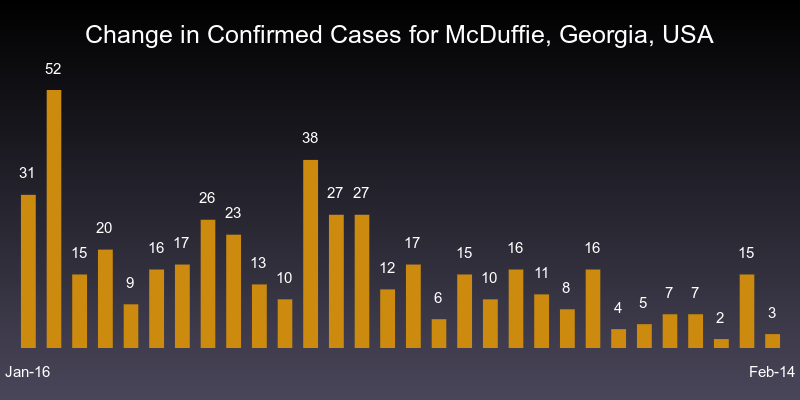 Change in Confirmed Cases for McDuffie, Georgia, USA
31 52 15 20 9 16 17 26 23 13 10 38 27 27 12 17 6 15 10 16 11 8 16 4 5 7 7 2 15 3
Jan-16 Feb-14